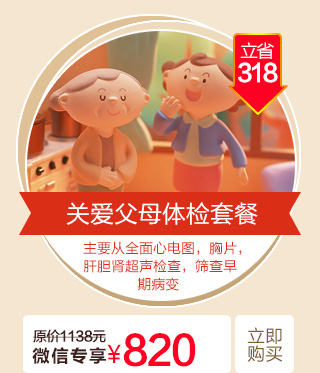 立省
318
关爱父母体检套餐
主要从全面心电图，胸片，
肝胆肾超声检查，筛查早
期病变
原价1138元
微信专享¥820
立即
购买